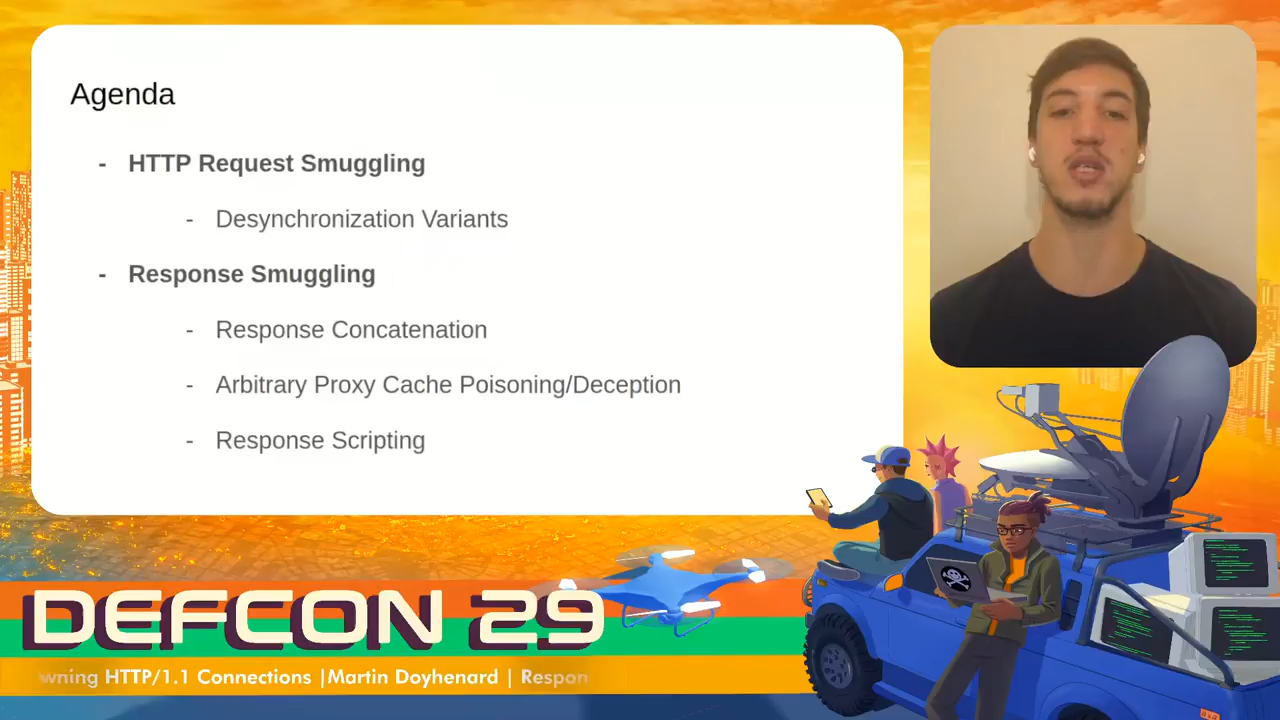 Agenda
- HTTP Request Smuggling
- Desynchronization Variants
- Response Smuggling
- Response Concatenation
- Arbitrary Proxy Cache Poisoning/Deception
- Response Scripting
DEFCON 29
wning HTTP/1.1 Connections |Martin Doyhenard | Respon